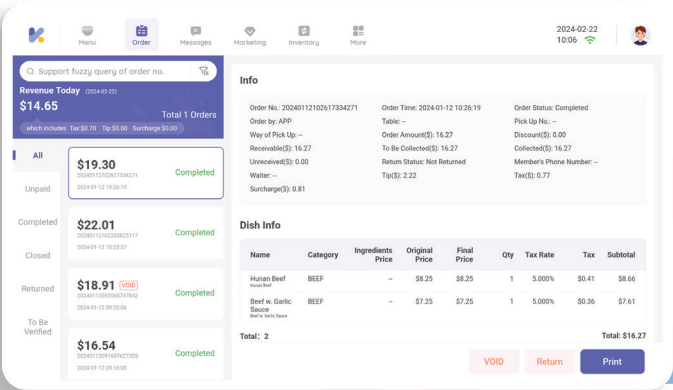 Menu
Order
Messages
Marketing
Inventory
More
2024-02-22
10:06
Support fuzzy query of order no.
Revenue Today (2024-02-22)
$14.65
Total 1 Orders
which includes Tax:$0.70 Tip:$0.00 Surcharge:$0.00
All
Unpaid
Completed
Closed
Returned
To Be
Verified
$19.30
20240112102617334271
2024-01-12 10:26:19
Completed
$22.01
20240112102335825117
2024-01-12 10:23:37
Completed
$18.91 VOID
20240112092005747842
2024-01-12 09:20:06
Completed
$16.54
20240112091607627305
2024-01-12 09:16:08
Completed
Info
Order No.: 20240112102617334271 Order Time: 2024-01-12 10:26:19 Order Status: Completed
Order by: APP Table: – Pick Up No.: –
Way of Pick Up: – Order Amount($): 16.27 Discount($): 0.00
Receivable($): 16.27 To Be Collected($): 16.27 Collected($): 16.27
Unreceived($): 0.00 Return Status: Not Returned Member's Phone Number: –
Waiter: – Tip($): 2.22 Tax($): 0.77
Surcharge($): 0.81
Dish Info
Name Category Ingredients Price Original Price Final Price Qty Tax Rate Tax Subtotal
Hunan Beef BEEF – $8.25 $8.25 1 5.000% $0.41 $8.66
Hunan Beef
Beef w. Garlic BEEF – $7.25 $7.25 1 5.000% $0.36 $7.61
Sauce
Beef w. Garlic Sauce
Total: 2 Total: $16.27
VOID Return Print